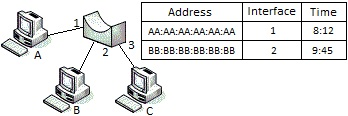 Address Interface Time
AA:AA:AA:AA:AA:AA 1 8:12
BB:BB:BB:BB:BB:BB 2 9:45
1
2
3
A
B
C